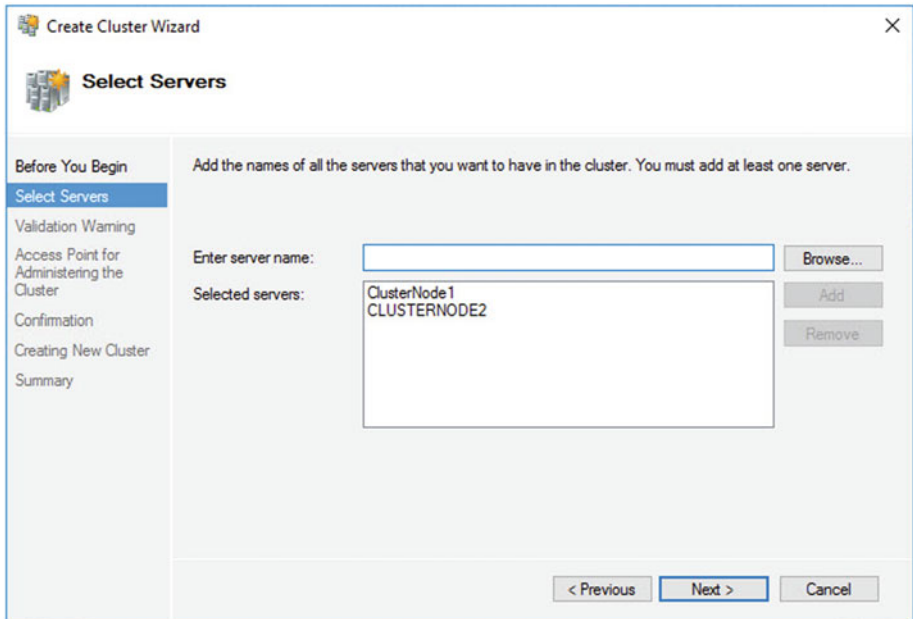 Create Cluster Wizard
Select Servers
Before You Begin
Select Servers
Validation Warning
Access Point for
Administering the
Cluster
Confirmation
Creating New Cluster
Summary
Add the names of all the servers that you want to have in the cluster. You must add at least one server.
Enter server name:
Browse...
Selected servers:
ClusterNode1
CLUSTERNODE2
Add
Remove
< Previous
Next >
Cancel